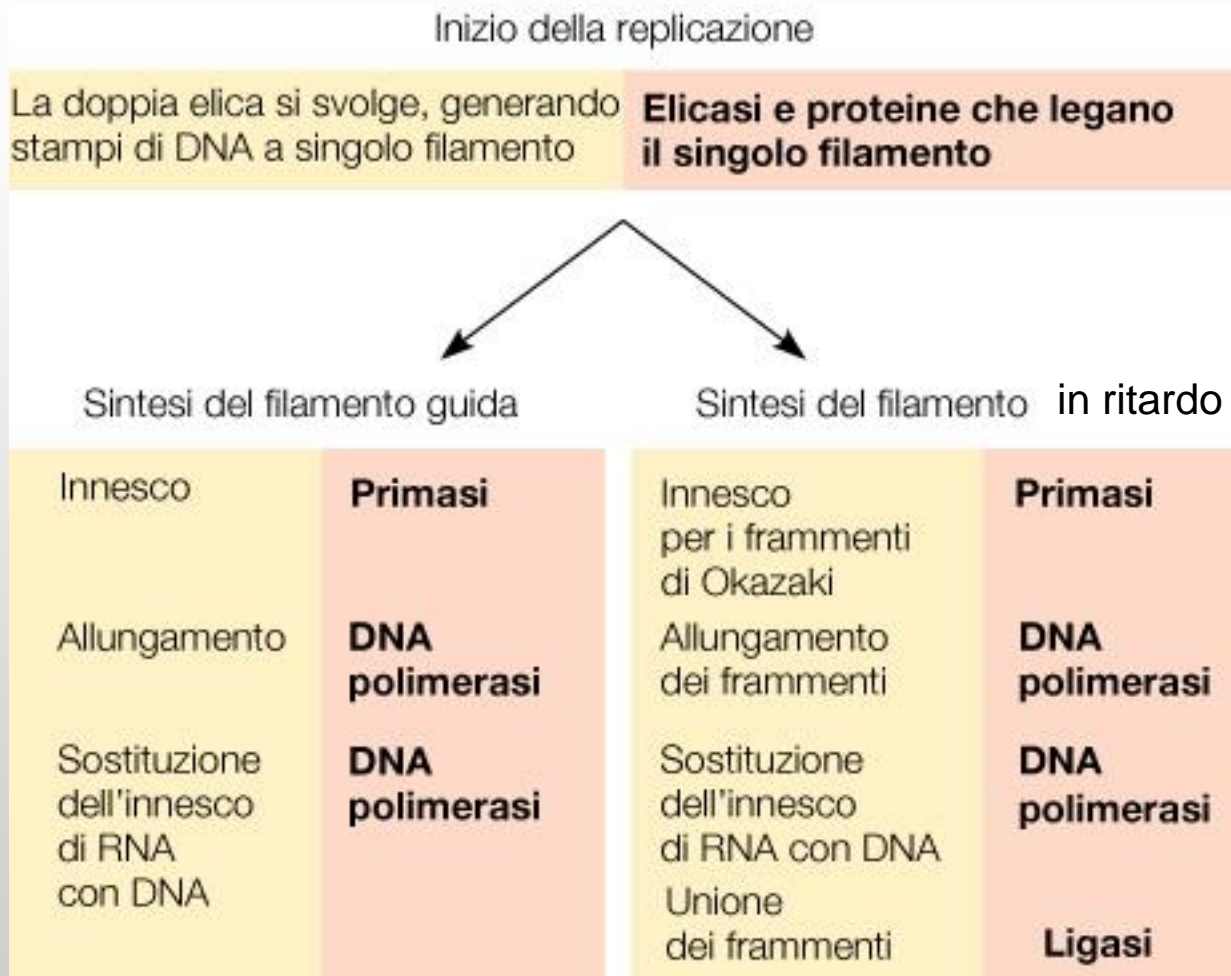 Inizio della replicazione
La doppia elica si svolge, generando
stampi di DNA a singolo filamento
Elicasi e proteine che legano
il singolo filamento
Sintesi del filamento guida
Innesco
Primasi
Allungamento
DNA
polimerasi
Sostituzione
dell'innesco
di RNA
con DNA
DNA
polimerasi
Sintesi del filamento in ritardo
Innesco
per i frammenti
di Okazaki
Primasi
Allungamento
dei frammenti
DNA
polimerasi
Sostituzione
dell'innesco
di RNA con DNA
DNA
polimerasi
Unione
dei frammenti
Ligasi